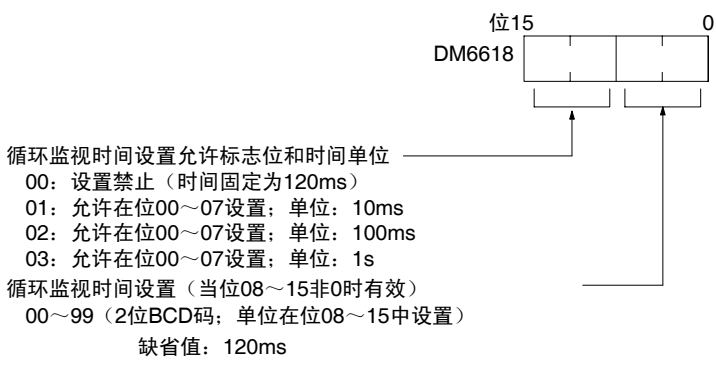 位15 0
DM6618
循环监视时间设置允许标志位和时间单位
00：设置禁止（时间固定为120ms）
01：允许在位00～07设置；单位：10ms
02：允许在位00～07设置；单位：100ms
03：允许在位00～07设置；单位：1s
循环监视时间设置（当位08～15非0时有效）
00～99（2位BCD码；单位在位08～15中设置）
缺省值：120ms